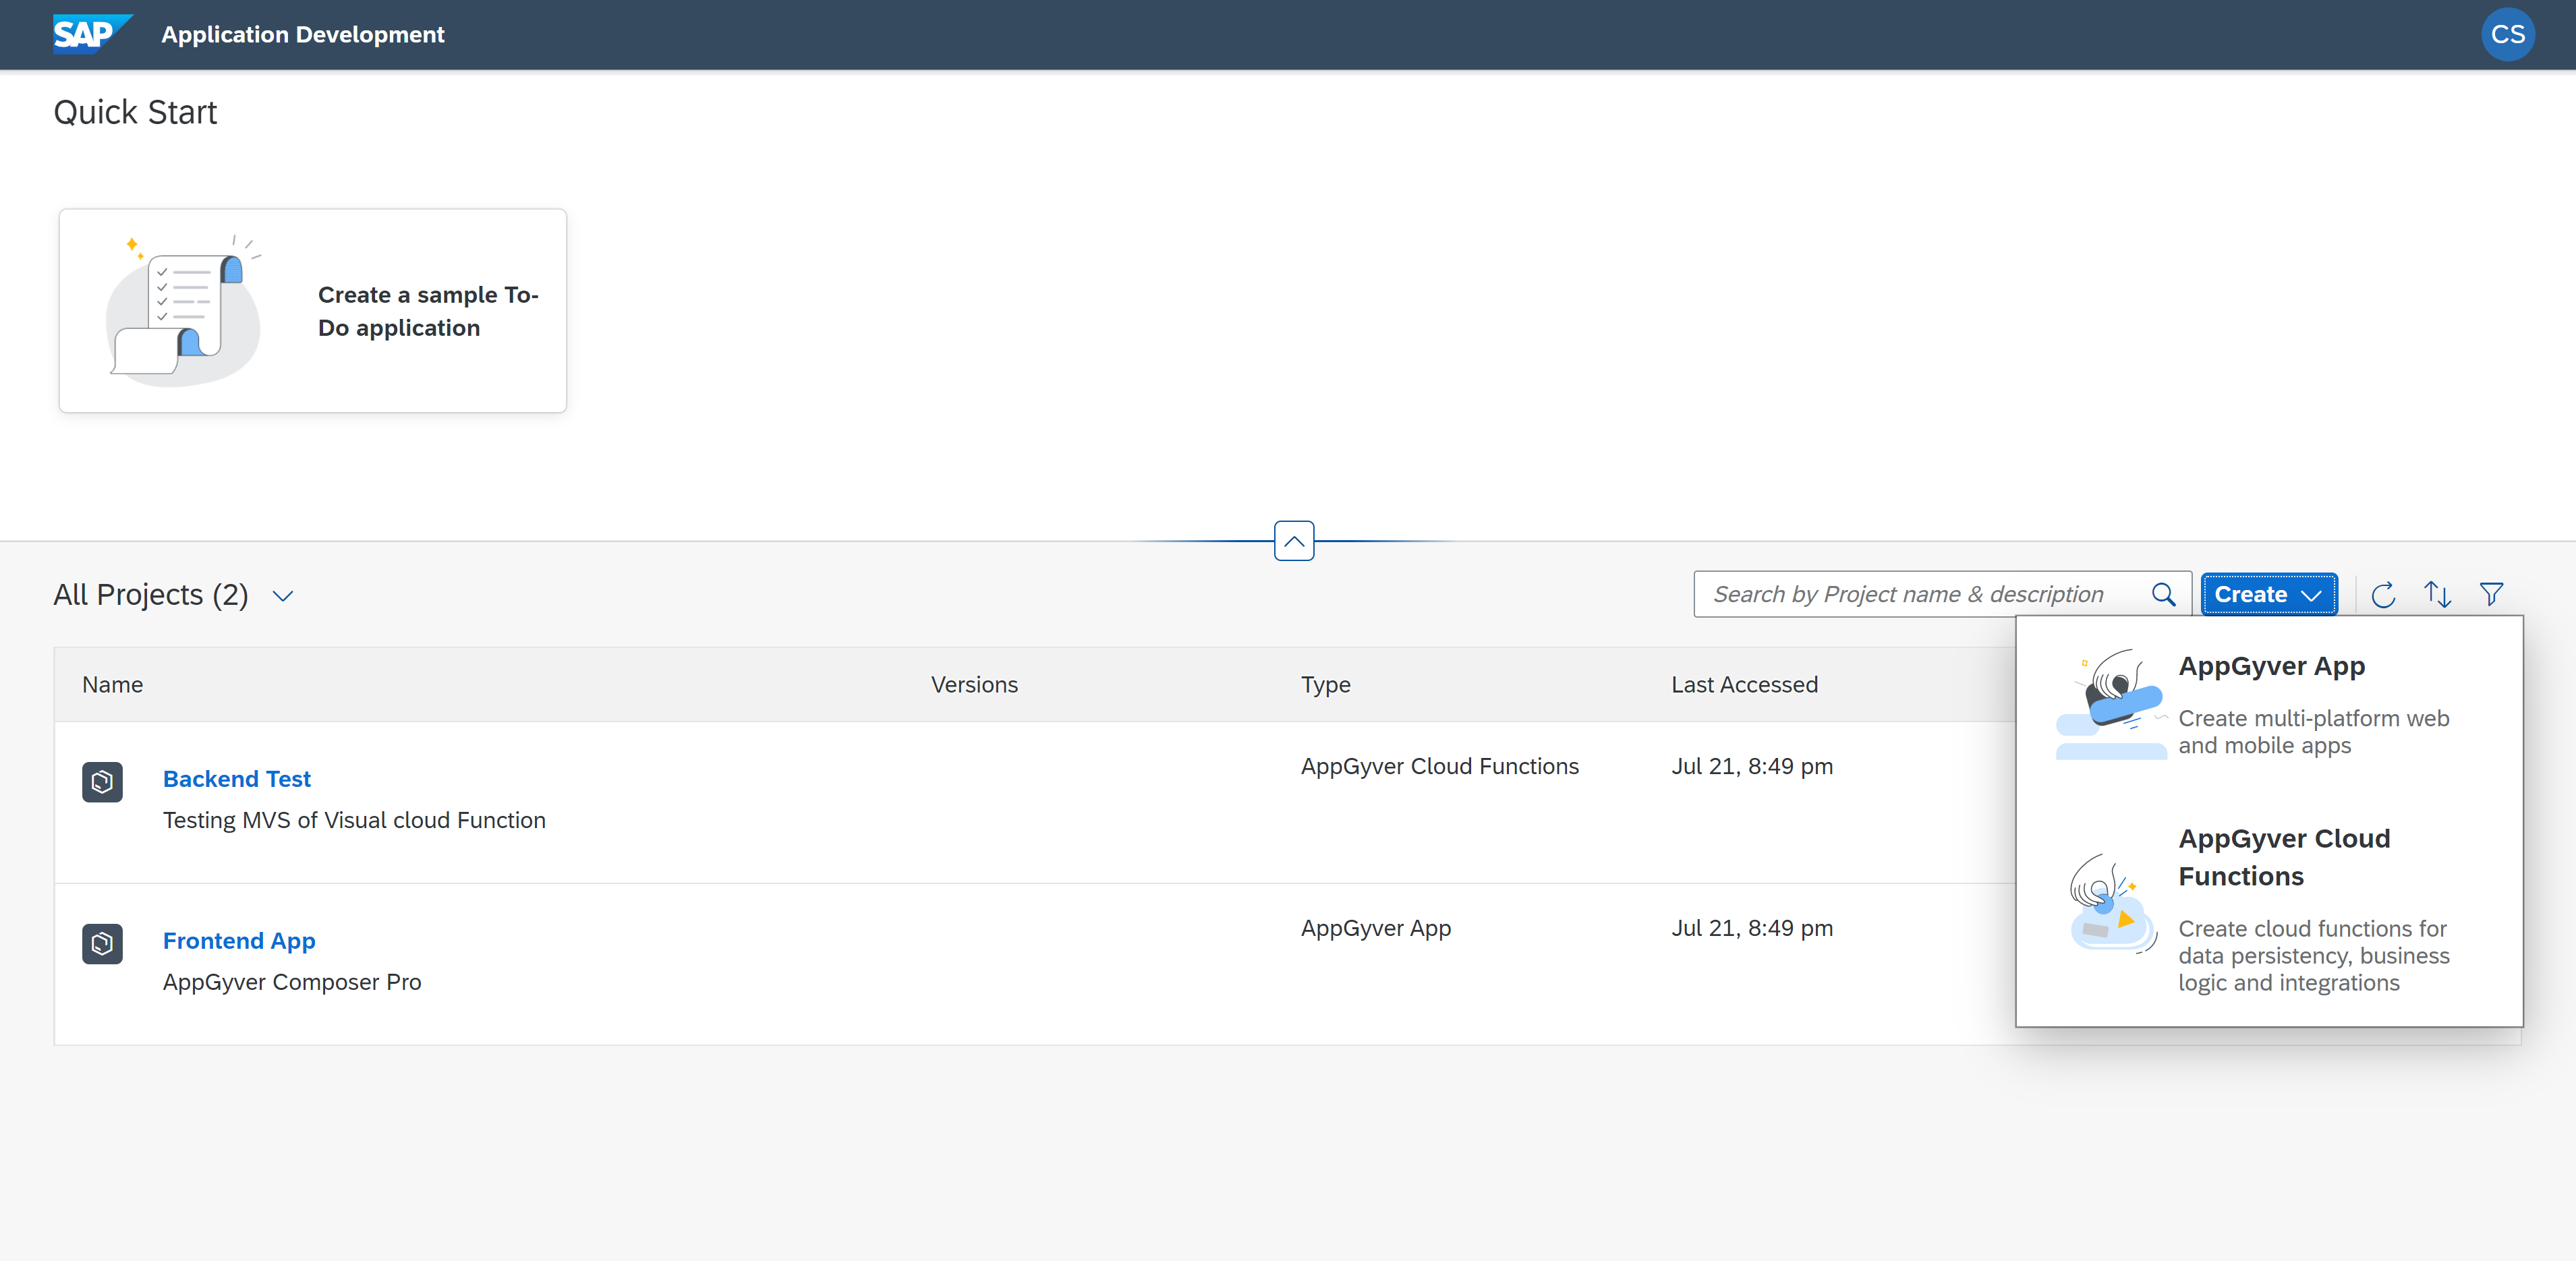 SAP Application Development CS
Quick Start
Create a sample To-
Do application
All Projects (2)
Search by Project name & description
Create
Name Versions Type Last Accessed
Backend Test AppGyver Cloud Functions Jul 21, 8:49 pm
Testing MVS of Visual cloud Function
Frontend App AppGyver App Jul 21, 8:49 pm
AppGyver Composer Pro
AppGyver App
Create multi-platform web
and mobile apps
AppGyver Cloud
Functions
Create cloud functions for
data persistency, business
logic and integrations